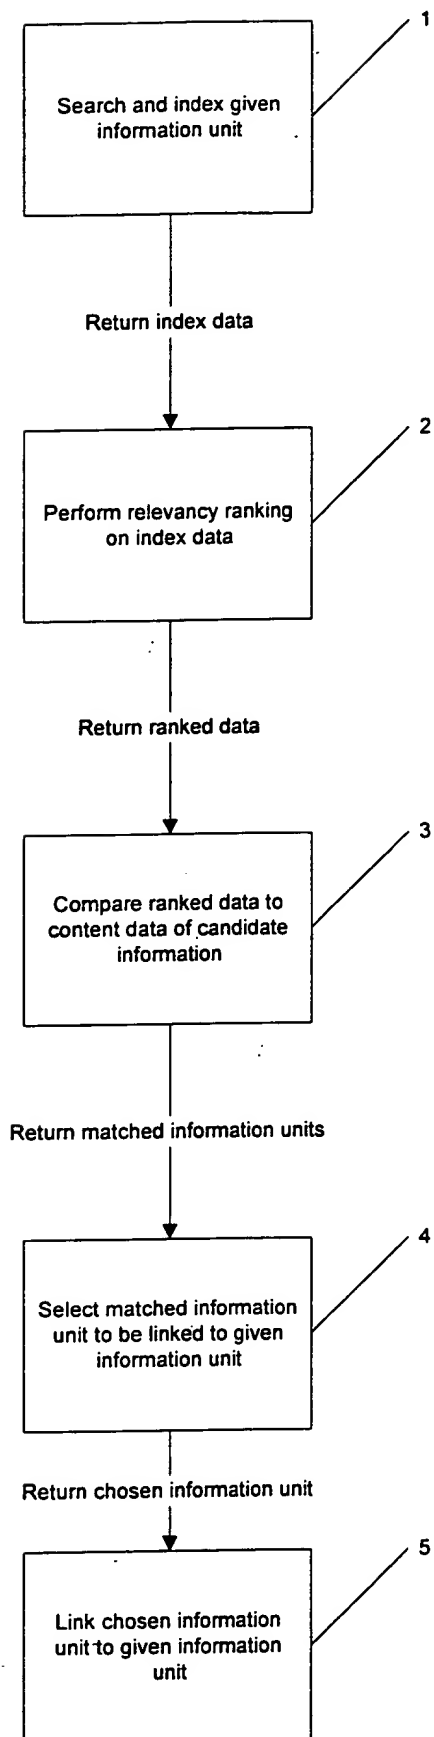 1
Search and index given
information unit
Return index data
2
Perform relevancy ranking
on index data
Return ranked data
3
Compare ranked data to
content data of candidate
information
Return matched information units
4
Select matched information
unit to be linked to given
information unit
Return chosen information unit
5
Link chosen information
unit to given information
unit